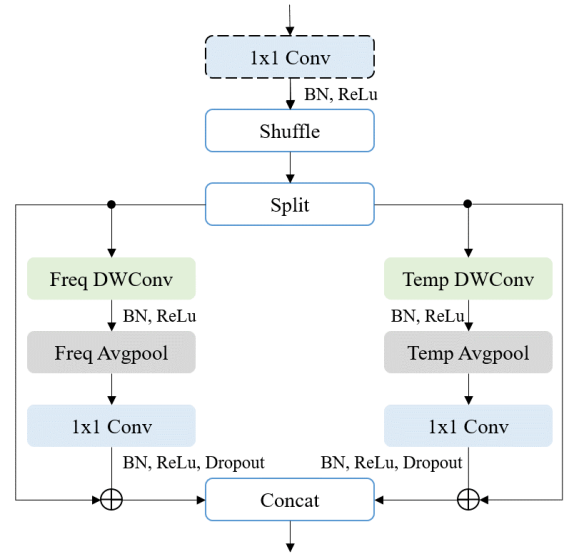 1x1 Conv
BN, ReLu
Shuffle
Split
Freq DWConv
Temp DWConv
BN, ReLu
BN, ReLu
Freq Avgpool
Temp Avgpool
1x1 Conv
1x1 Conv
BN, ReLu, Dropout
BN, ReLu, Dropout
Concat